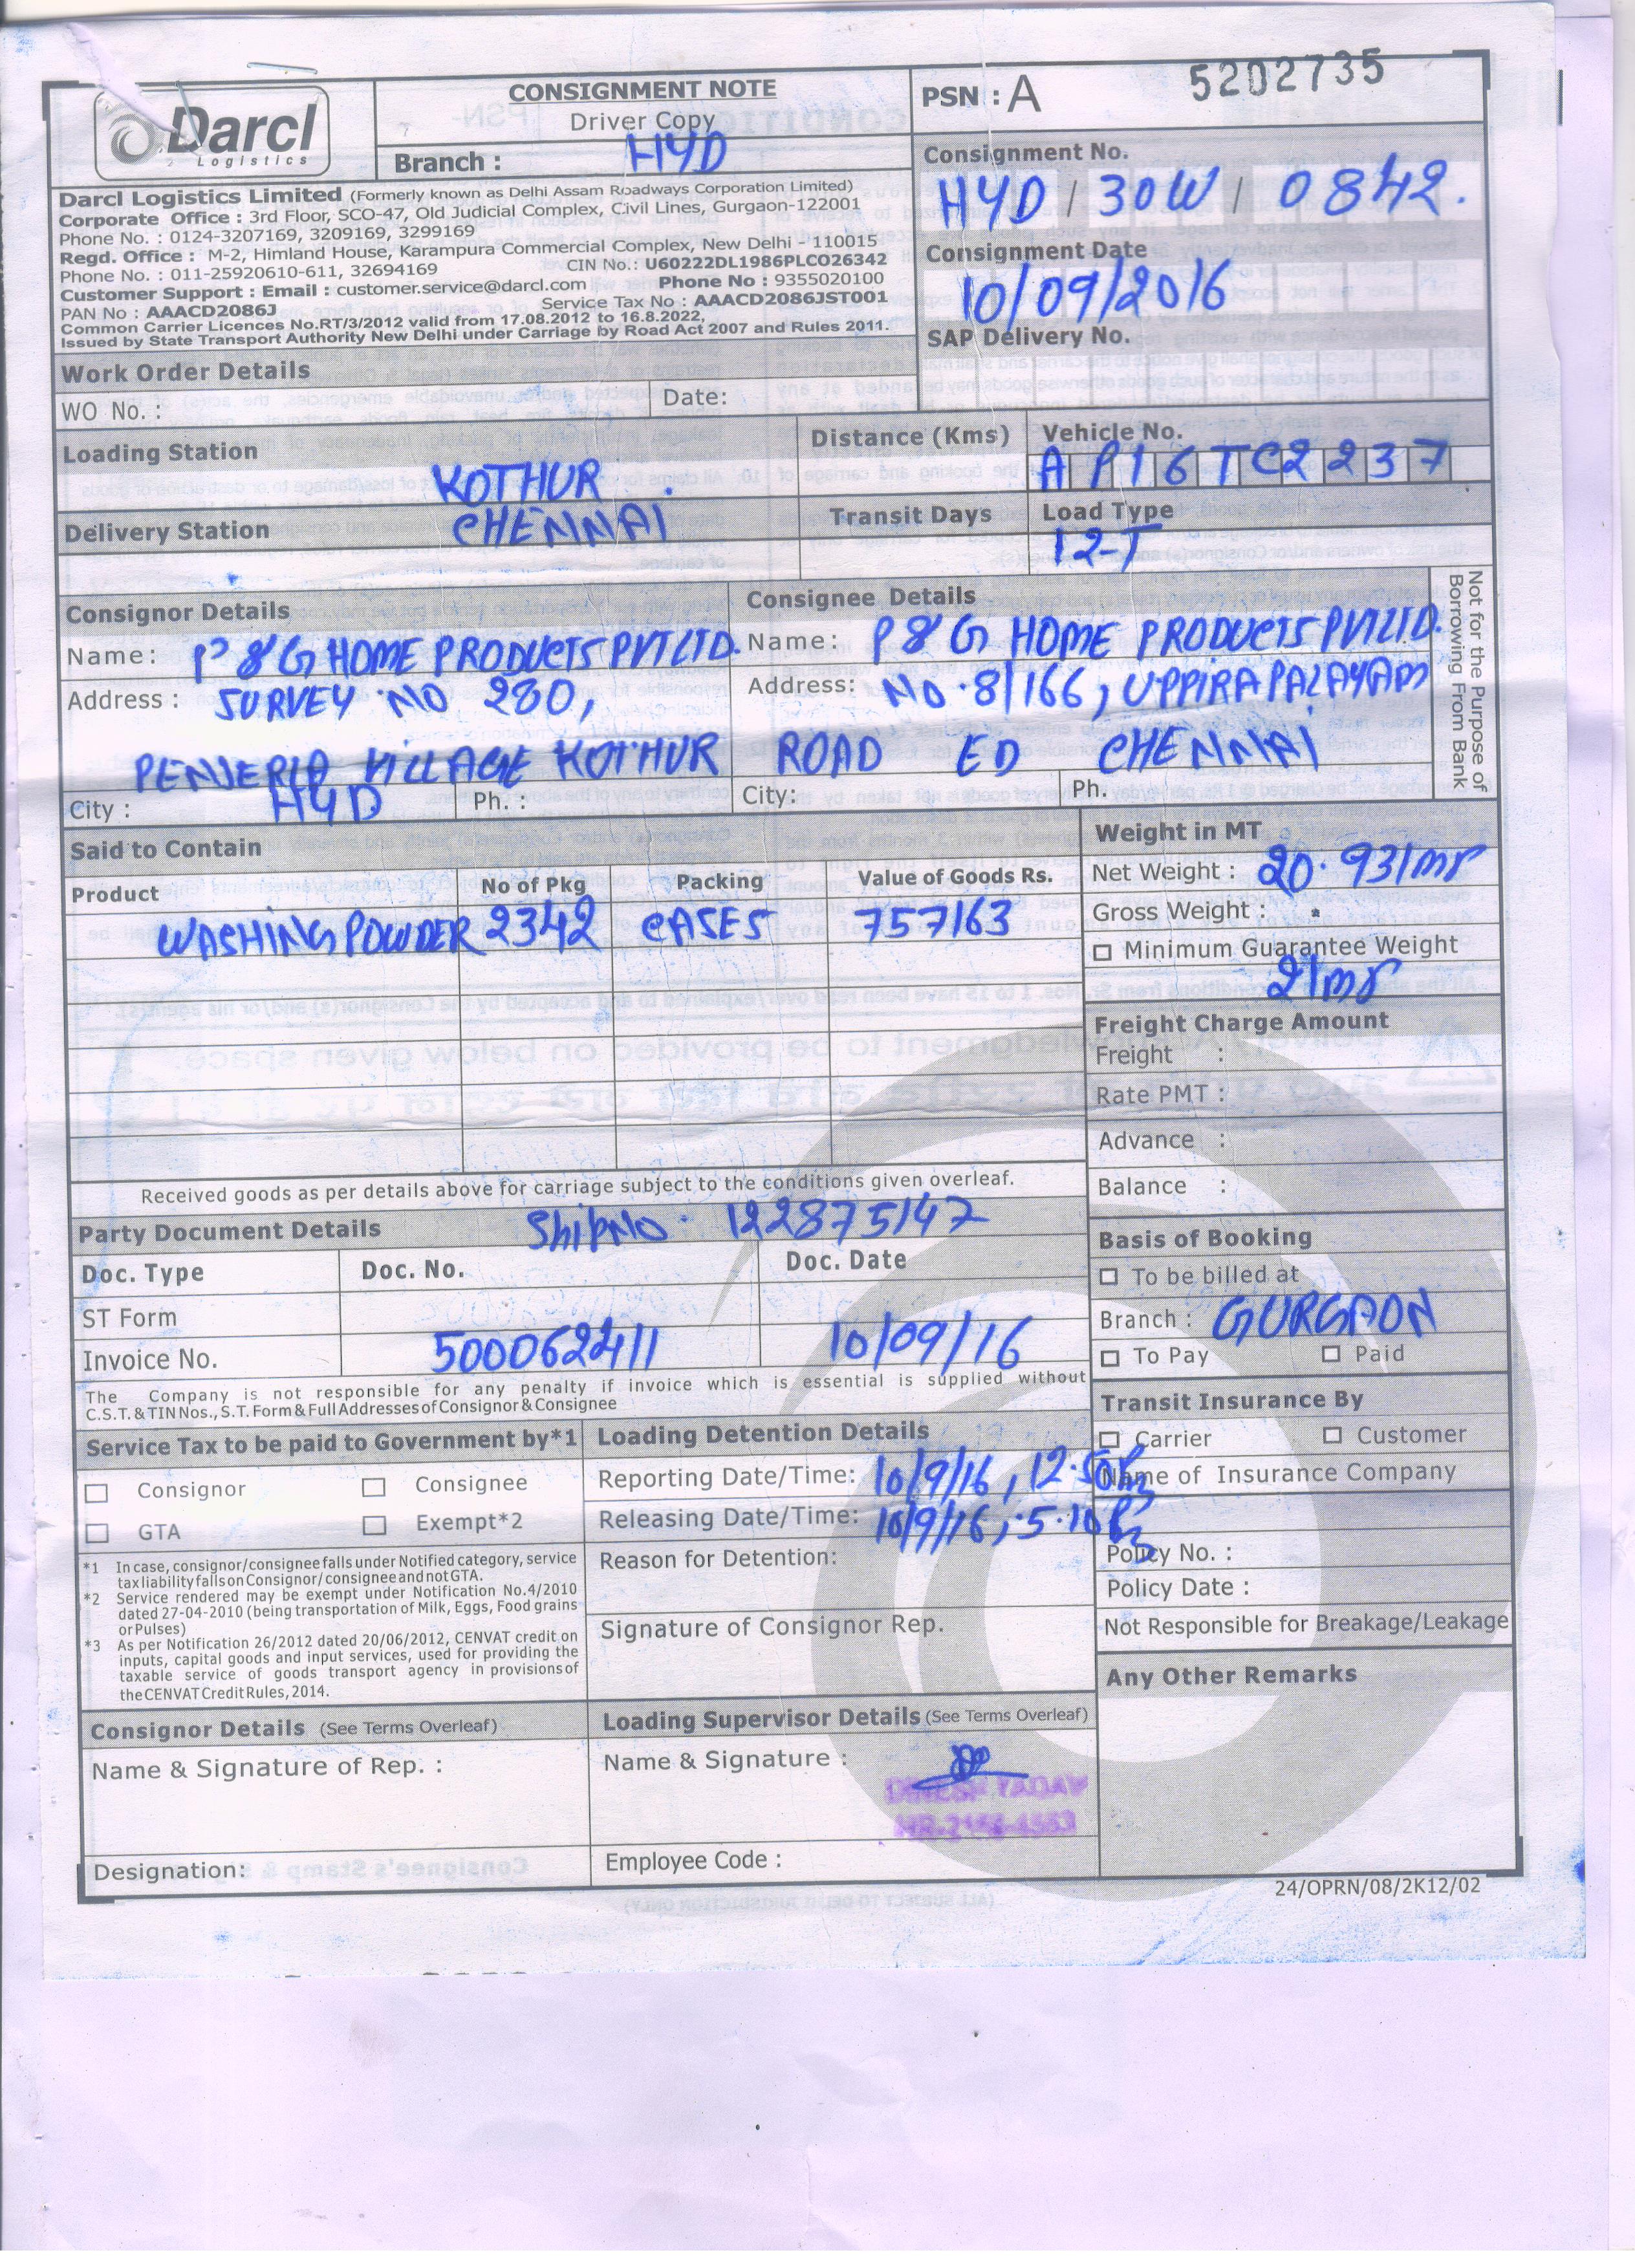 Darcl
Logistics
CONSIGNMENT NOTE
Driver Copy
Branch : HYD
PSN : A 5202735
Consignment No.
HYD / 30W / 0842.
Consignment Date
10/09/2016
SAP Delivery No.
Darcl Logistics Limited (Formerly known as Delhi Assam Roadways Corporation Limited)
Corporate Office : 3rd Floor, SCO-47, Old Judicial Complex, Civil Lines, Gurgaon-122001
Phone No. : 0124-3207169, 3209169, 3299169
Regd. Office : M-2, Himland House, Karampura Commercial Complex, New Delhi - 110015
Phone No. : 011-25920610-611, 32694169 CIN No.: U60222DL1986PLCO26342
Customer Support : Email : customer.service@darcl.com Phone No : 9355020100
PAN No : AAACD2086J Service Tax No : AAACD2086JST001
Common Carrier Licences No.RT/3/2012 valid from 17.08.2012 to 16.8.2022,
Issued by State Transport Authority New Delhi under Carriage by Road Act 2007 and Rules 2011.
Work Order Details
WO No. : Date:
Loading Station Distance (Kms) Vehicle No.
KOTHUR AP16TC2237
Delivery Station Transit Days Load Type
CHENNAI 12-T
Consignor Details
Name: P & G HOME PRODUCTS PVT LTD.
Address : SURVEY NO 280,
VILLAGE KOTHUR
City : HYD Ph. :
Consignee Details
Name: P & G HOME PRODUCTS PVT LTD.
Address: NO. 8/166, UPPIRAPALAYAM
ROAD ED CHENNAI
City: Ph.
Not for the Purpose of
Borrowing From Bank
Said to Contain
Product No of Pkg Packing Value of Goods Rs.
WASHING POWDER 2342 CASES 757163
Weight in MT
Net Weight : 20.931mt
Gross Weight :
Minimum Guarantee Weight
21mt
Freight Charge Amount
Freight :
Rate PMT :
Advance :
Balance :
Received goods as per details above for carriage subject to the conditions given overleaf.
Party Document Details
Ship No. 122875147
Doc. Type Doc. No. Doc. Date
ST Form
Invoice No. 500062411 10/09/16
The Company is not responsible for any penalty if invoice which is essential is supplied without
C.S.T. & TIN Nos., S.T. Form & Full Addresses of Consignor & Consignee
Basis of Booking
To be billed at
Branch : GURGAON
To Pay Paid
Transit Insurance By
Carrier Customer
Name of Insurance Company
Policy No. :
Policy Date :
Not Responsible for Breakage/Leakage
Any Other Remarks
Service Tax to be paid to Government by*1
Consignor Consignee
GTA Exempt*2
*1 In case, consignor/consignee falls under Notified category, service
tax liability falls on Consignor/consignee and not GTA.
*2 Service rendered may be exempt under Notification No.4/2010
dated 27-04-2010 (being transportation of Milk, Eggs, Food grains
or Pulses)
*3 As per Notification 26/2012 dated 20/06/2012, CENVAT credit on
inputs, capital goods and input services, used for providing the
taxable service of goods transport agency in provisions of
the CENVAT Credit Rules, 2014.
Loading Detention Details
Reporting Date/Time: 10/9/16, 12.50 Pm
Releasing Date/Time: 10/9/16, 5.10 Pm
Reason for Detention:
Signature of Consignor Rep.
Consignor Details (See Terms Overleaf)
Name & Signature of Rep. :
Designation:
Loading Supervisor Details (See Terms Overleaf)
Name & Signature :
DINESH YADAV
Employee Code :
24/OPRN/08/2K12/02